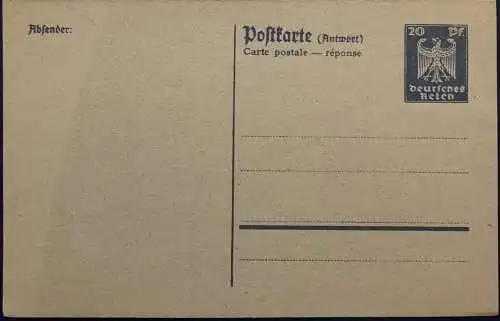 Absender:
Postkarte (Antwort)
Carte postale — réponse
20 Pf.
Deutsches
Reich